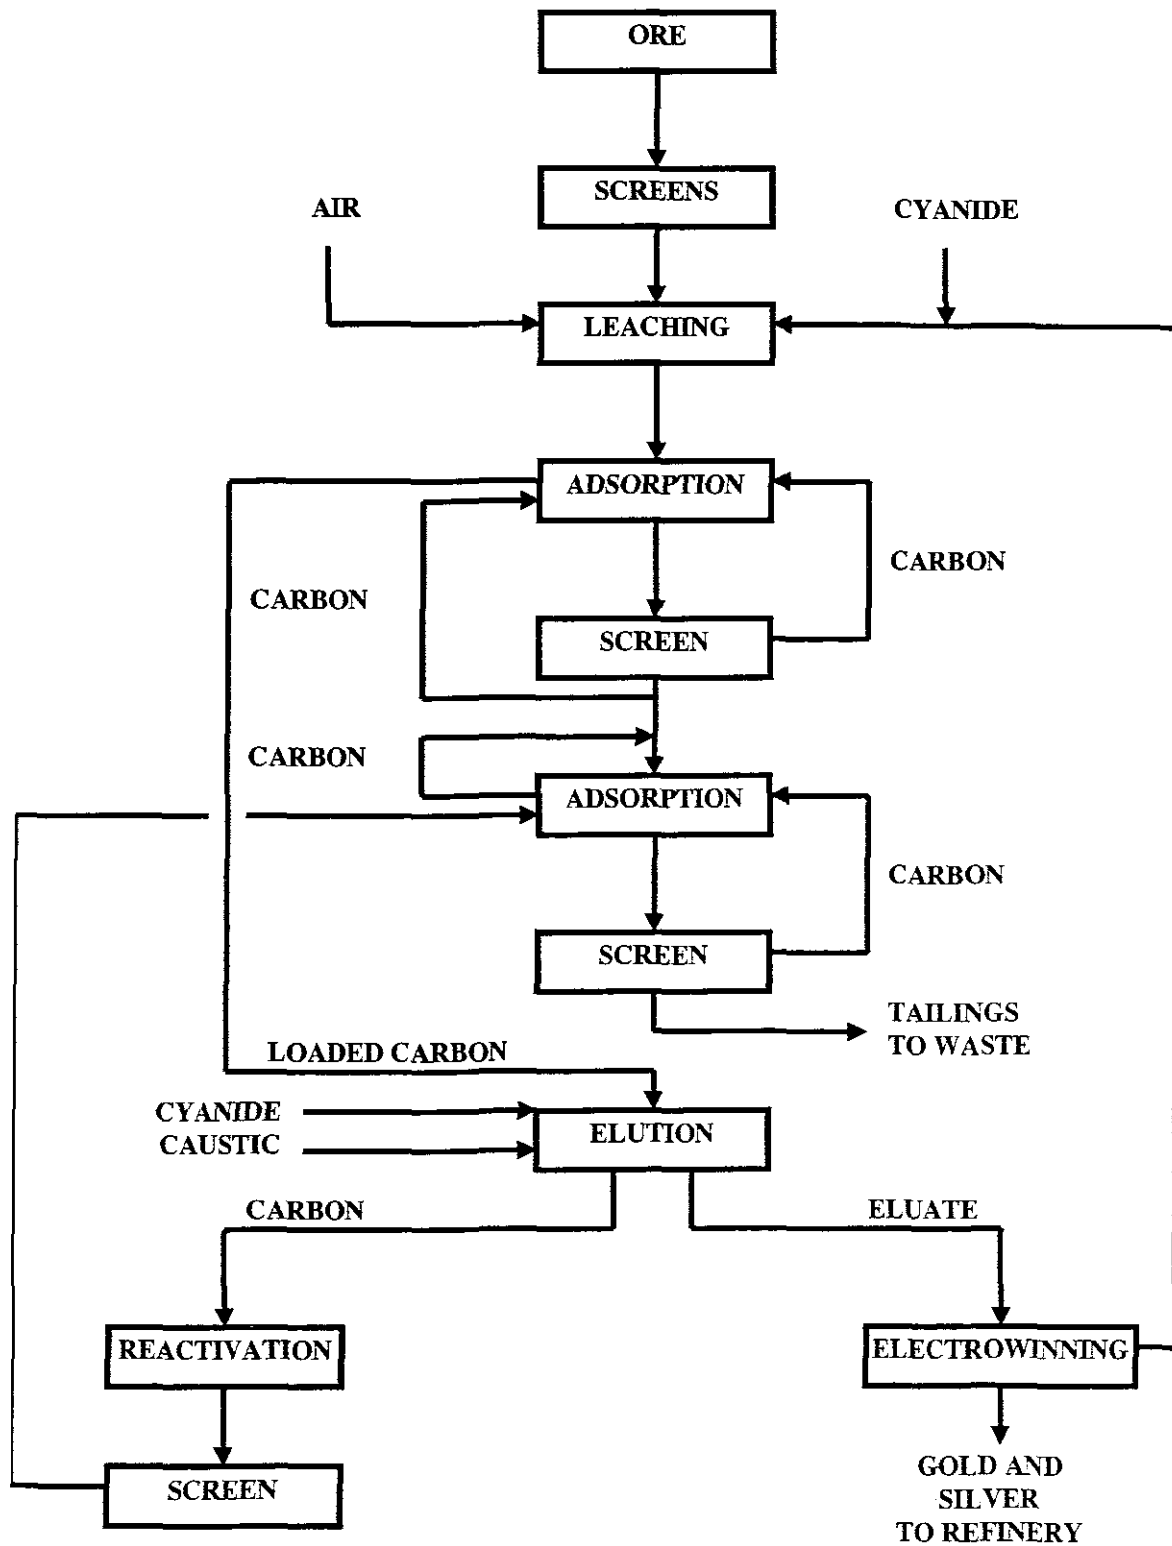 ORE
SCREENS
AIR
CYANIDE
LEACHING
ADSORPTION
CARBON
CARBON
SCREEN
CARBON
ADSORPTION
CARBON
SCREEN
TAILINGS
TO WASTE
LOADED CARBON
CYANIDE
CAUSTIC
ELUTION
CARBON
ELUATE
REACTIVATION
ELECTROWINNING
SCREEN
GOLD AND
SILVER
TO REFINERY